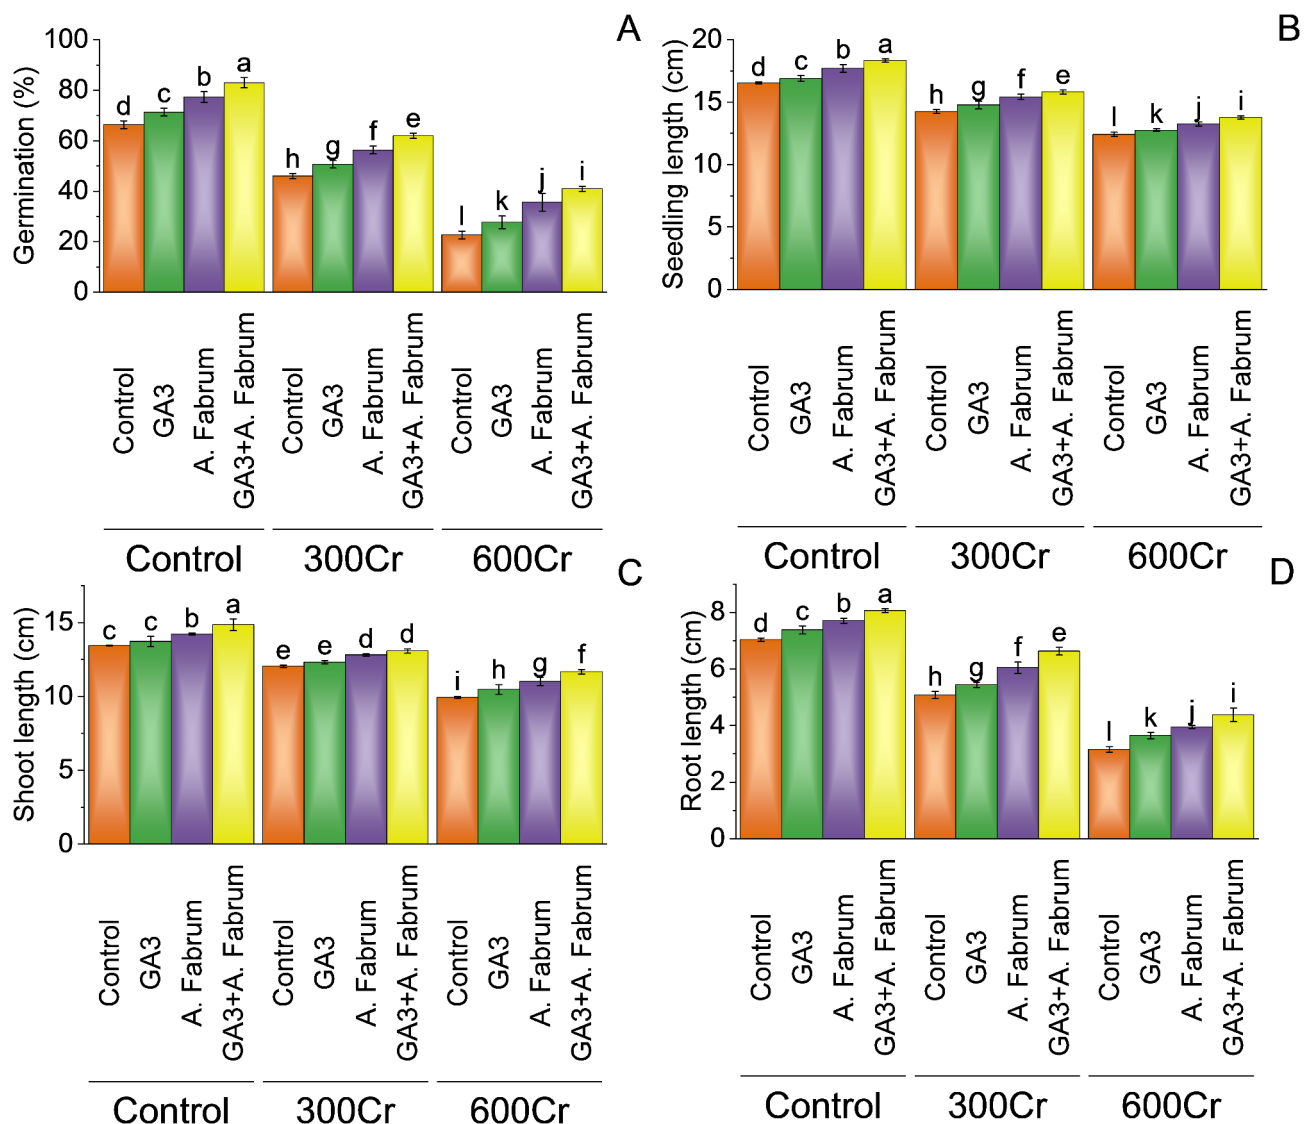 A
Germination (%)
100
80
60
40
20
0
d c b a
h g f e
l k j i
Control
GA3
A. Fabrum
GA3+A. Fabrum
Control
GA3
A. Fabrum
GA3+A. Fabrum
Control
GA3
A. Fabrum
GA3+A. Fabrum
Control 300Cr 600Cr
B
Seedling length (cm)
20
15
10
5
0
d c b a
h g f e
l k j i
Control
GA3
A. Fabrum
GA3+A. Fabrum
Control
GA3
A. Fabrum
GA3+A. Fabrum
Control
GA3
A. Fabrum
GA3+A. Fabrum
Control 300Cr 600Cr
C
Shoot length (cm)
15
10
5
0
c c b a
e e d d
i h g f
Control
GA3
A. Fabrum
GA3+A. Fabrum
Control
GA3
A. Fabrum
GA3+A. Fabrum
Control
GA3
A. Fabrum
GA3+A. Fabrum
Control 300Cr 600Cr
D
Root length (cm)
8
6
4
2
0
d c b a
h g f e
l k j i
Control
GA3
A. Fabrum
GA3+A. Fabrum
Control
GA3
A. Fabrum
GA3+A. Fabrum
Control
GA3
A. Fabrum
GA3+A. Fabrum
Control 300Cr 600Cr